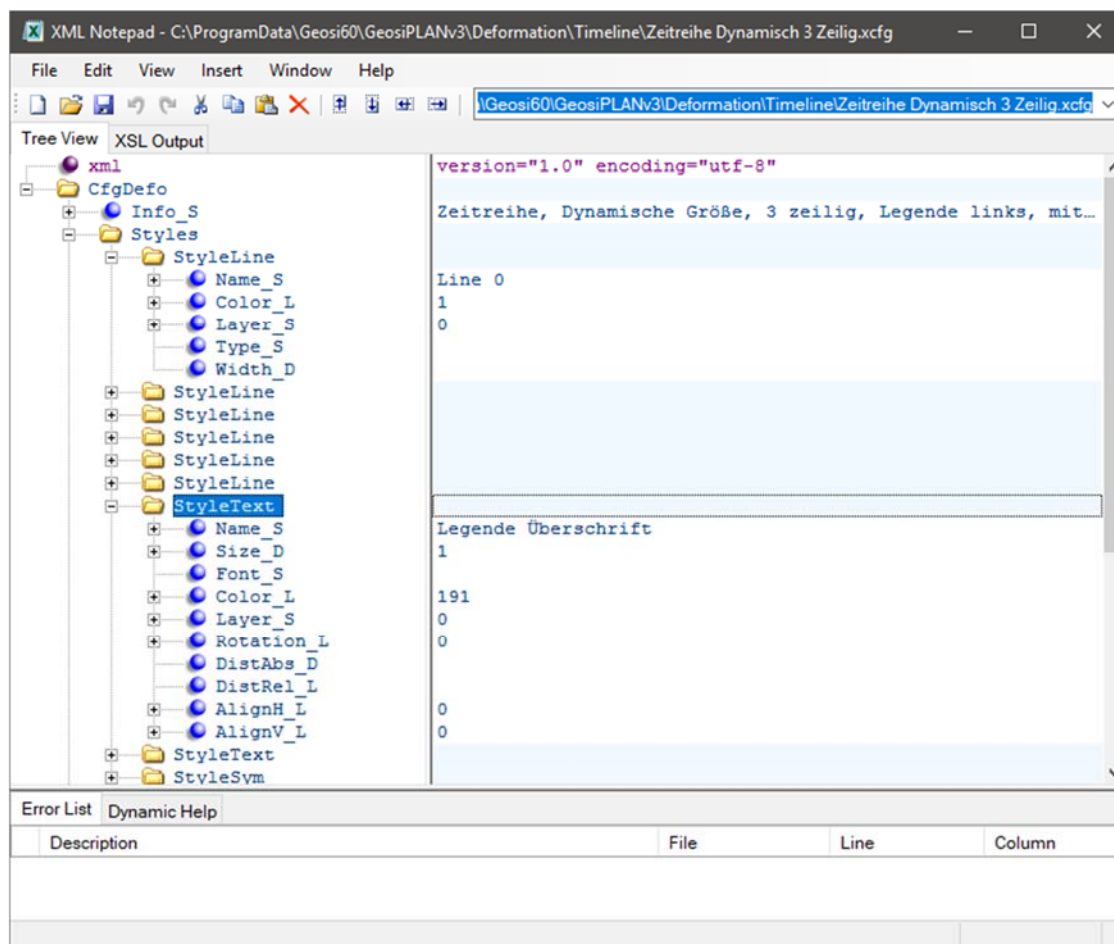 XML Notepad - C:\ProgramData\Geosi60\GeosiPLANv3\Deformation\Timeline\Zeitreihe Dynamisch 3 Zeilig.xcfg
File Edit View Insert Window Help
\Geosi60\GeosiPLANv3\Deformation\Timeline\Zeitreihe Dynamisch 3 Zeilig.xcfg
Tree View XSL Output
xml version="1.0" encoding="utf-8"
CfgDefo
Info_S Zeitreihe, Dynamische Größe, 3 zeilig, Legende links, mit…
Styles
StyleLine
Name_S Line 0
Color_L 1
Layer_S 0
Type_S
Width_D
StyleLine
StyleLine
StyleLine
StyleLine
StyleLine
StyleText
Name_S Legende Überschrift
Size_D 1
Font_S
Color_L 191
Layer_S 0
Rotation_L 0
DistAbs_D
DistRel_L
AlignH_L 0
AlignV_L 0
StyleText
StyleSym
Error List Dynamic Help
Description File Line Column